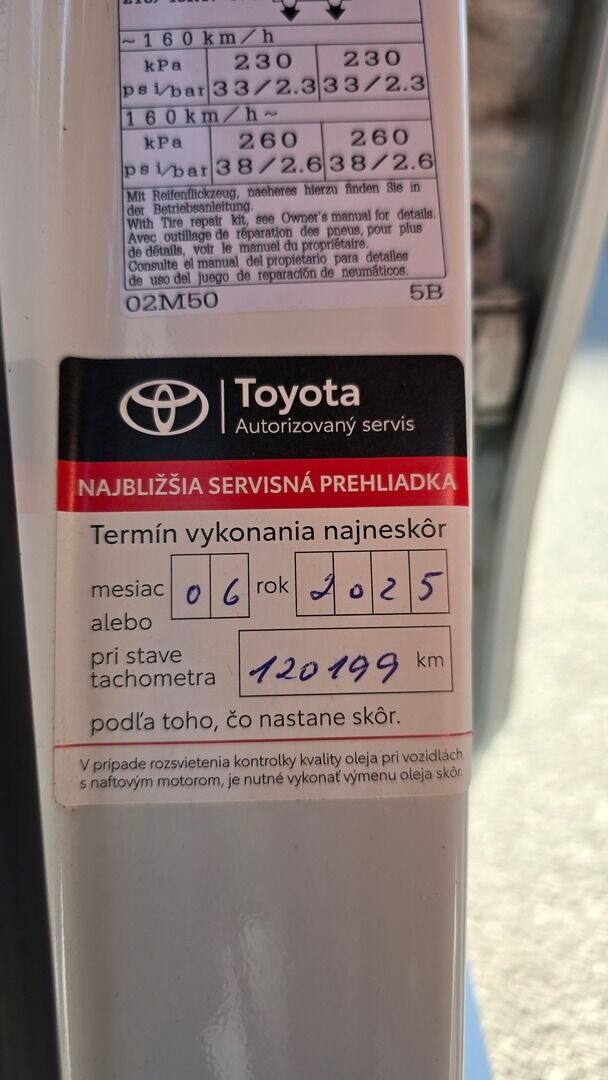 ~160km/h
kPa 230 230
psi/bar 33/2.3 33/2.3
160km/h~
kPa 260 260
psi/bar 38/2.6 38/2.6
Mit Reifenflickzeug, naeheres hierzu finden Sie in
der Betriebsanleitung.
With Tire repair kit, see Owner's manual for details.
Avec outillage de réparation des pneus, pour plus
de détails, voir le manuel du propriétaire.
Consulte el manual del propietario para detalles
de uso del juego de reparación de neumáticos.
02M50 5B
Toyota
Autorizovaný servis
NAJBLIŽŠIA SERVISNÁ PREHLIADKA
Termín vykonania najneskôr
mesiac 06 rok 2025
alebo
pri stave
tachometra 120199 km
podľa toho, čo nastane skôr.
V prípade rozsvietenia kontrolky kvality oleja pri vozidlách
s naftovým motorom, je nutné vykonať výmenu oleja skôr.